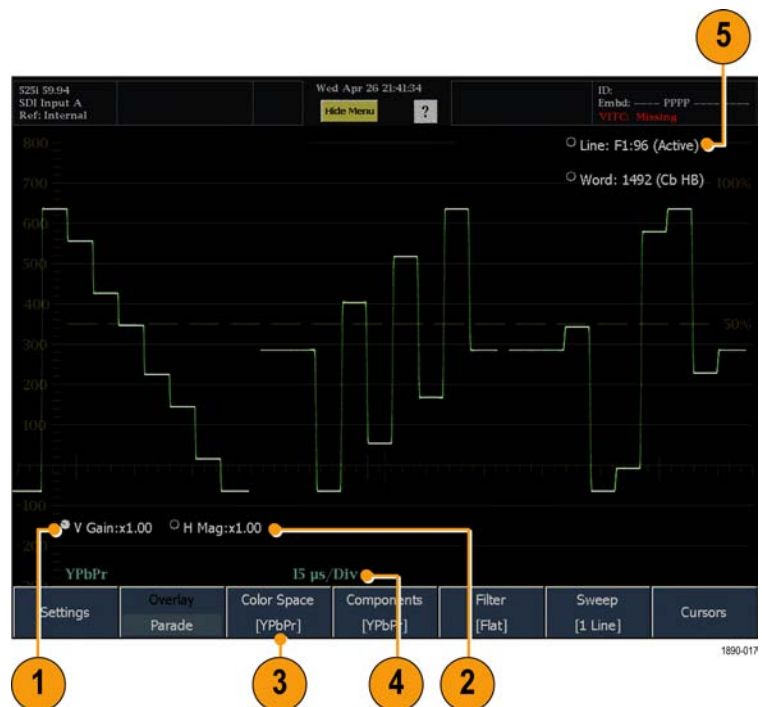 5
525i 59.94
SDI Input A
Ref: Internal
Wed Apr 26 21:41:34
Hide Menu
?
ID:
Embd: ---- PPPP ---- ----
VITC: Missing
800
Line: F1:96 (Active)
700
Word: 1492 (Cb HB)
100%
600
500
400
50%
300
200
100
-100
V Gain:x1.00
H Mag:x1.00
-200
YPbPr
15 µs/Div
Settings
Overlay
Parade
Color Space
[YPbPr]
Components
[YPbPr]
Filter
[Flat]
Sweep
[1 Line]
Cursors
1890-017
1
3
4
2